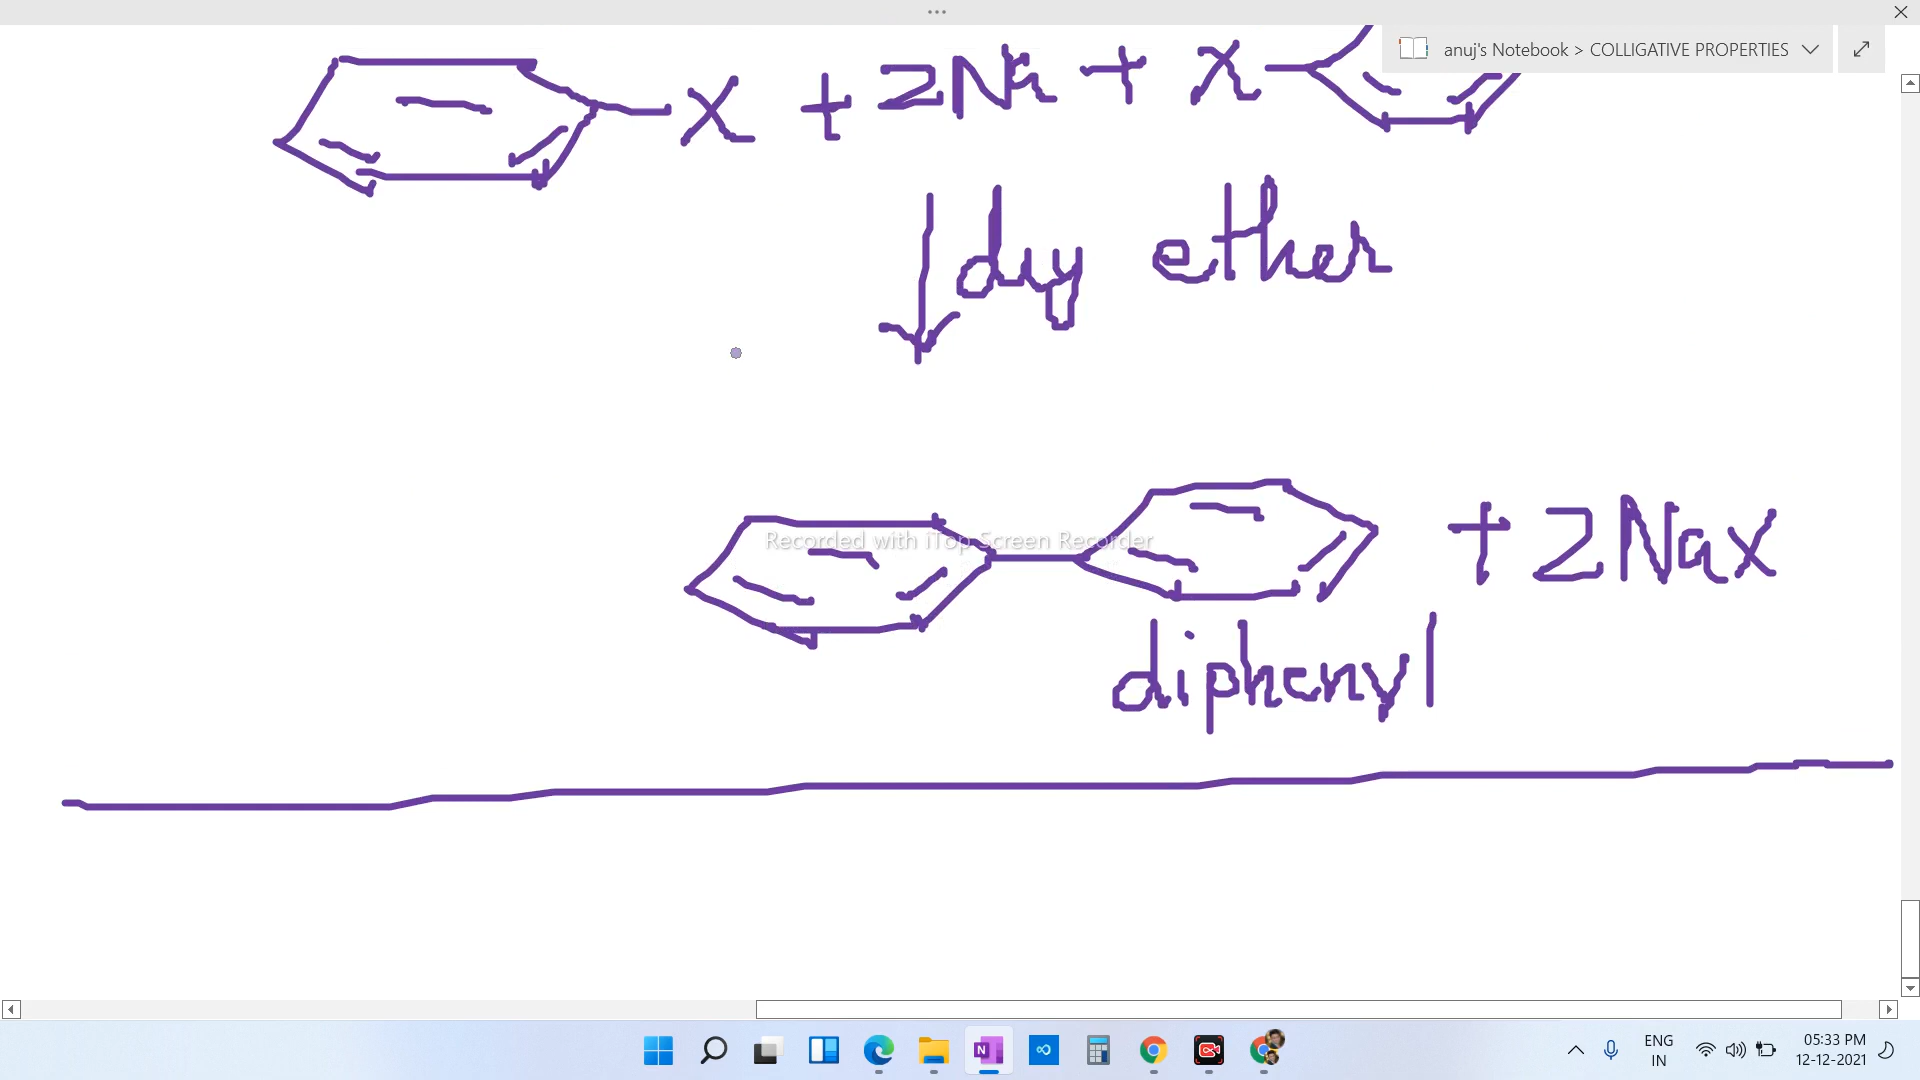 anuj's Notebook > COLLIGATIVE PROPERTIES
X + 2Na + X
dry ether
Recorded with iTop Screen Recorder
+ 2NaX
diphenyl
ENG
IN
05:33 PM
12-12-2021